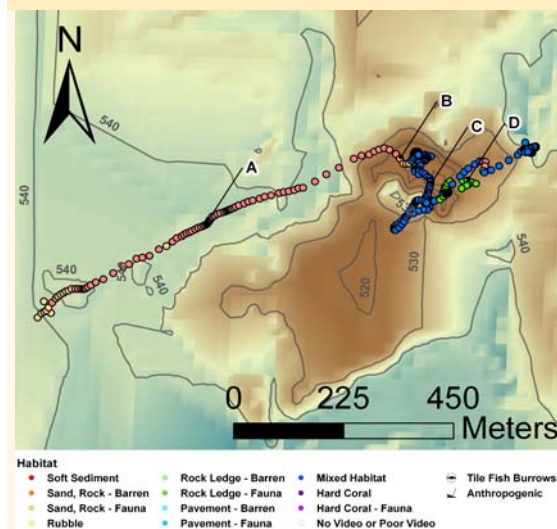 N
540
540
540
540
540
A
B
C
D
530
520
540
0 225 450
Meters
Habitat
Soft Sediment
Sand, Rock - Barren
Sand, Rock - Fauna
Rubble
Rock Ledge - Barren
Rock Ledge - Fauna
Pavement - Barren
Pavement - Fauna
Mixed Habitat
Hard Coral
Hard Coral - Fauna
No Video or Poor Video
Tile Fish Burrows
Anthropogenic